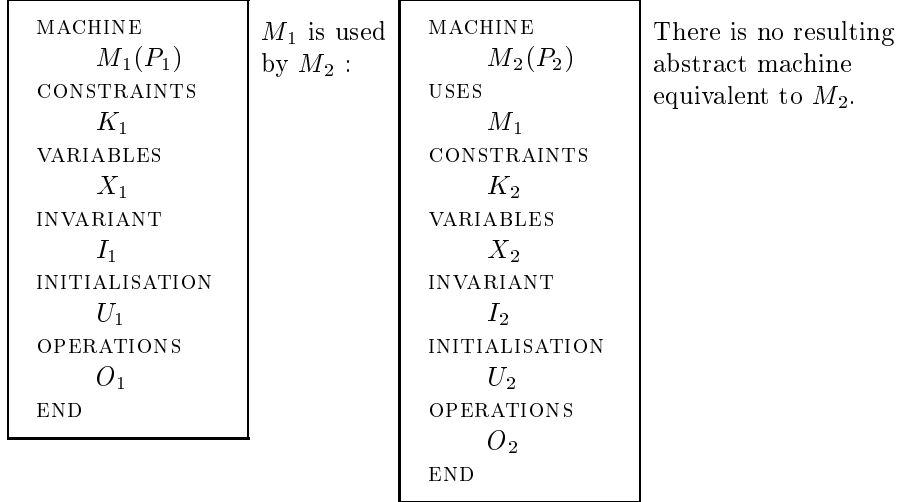 MACHINE
M₁(P₁)
CONSTRAINTS
K₁
VARIABLES
X₁
INVARIANT
I₁
INITIALISATION
U₁
OPERATIONS
O₁
END
M₁ is used
by M₂ :
MACHINE
M₂(P₂)
USES
M₁
CONSTRAINTS
K₂
VARIABLES
X₂
INVARIANT
I₂
INITIALISATION
U₂
OPERATIONS
O₂
END
There is no resulting
abstract machine
equivalent to M₂.